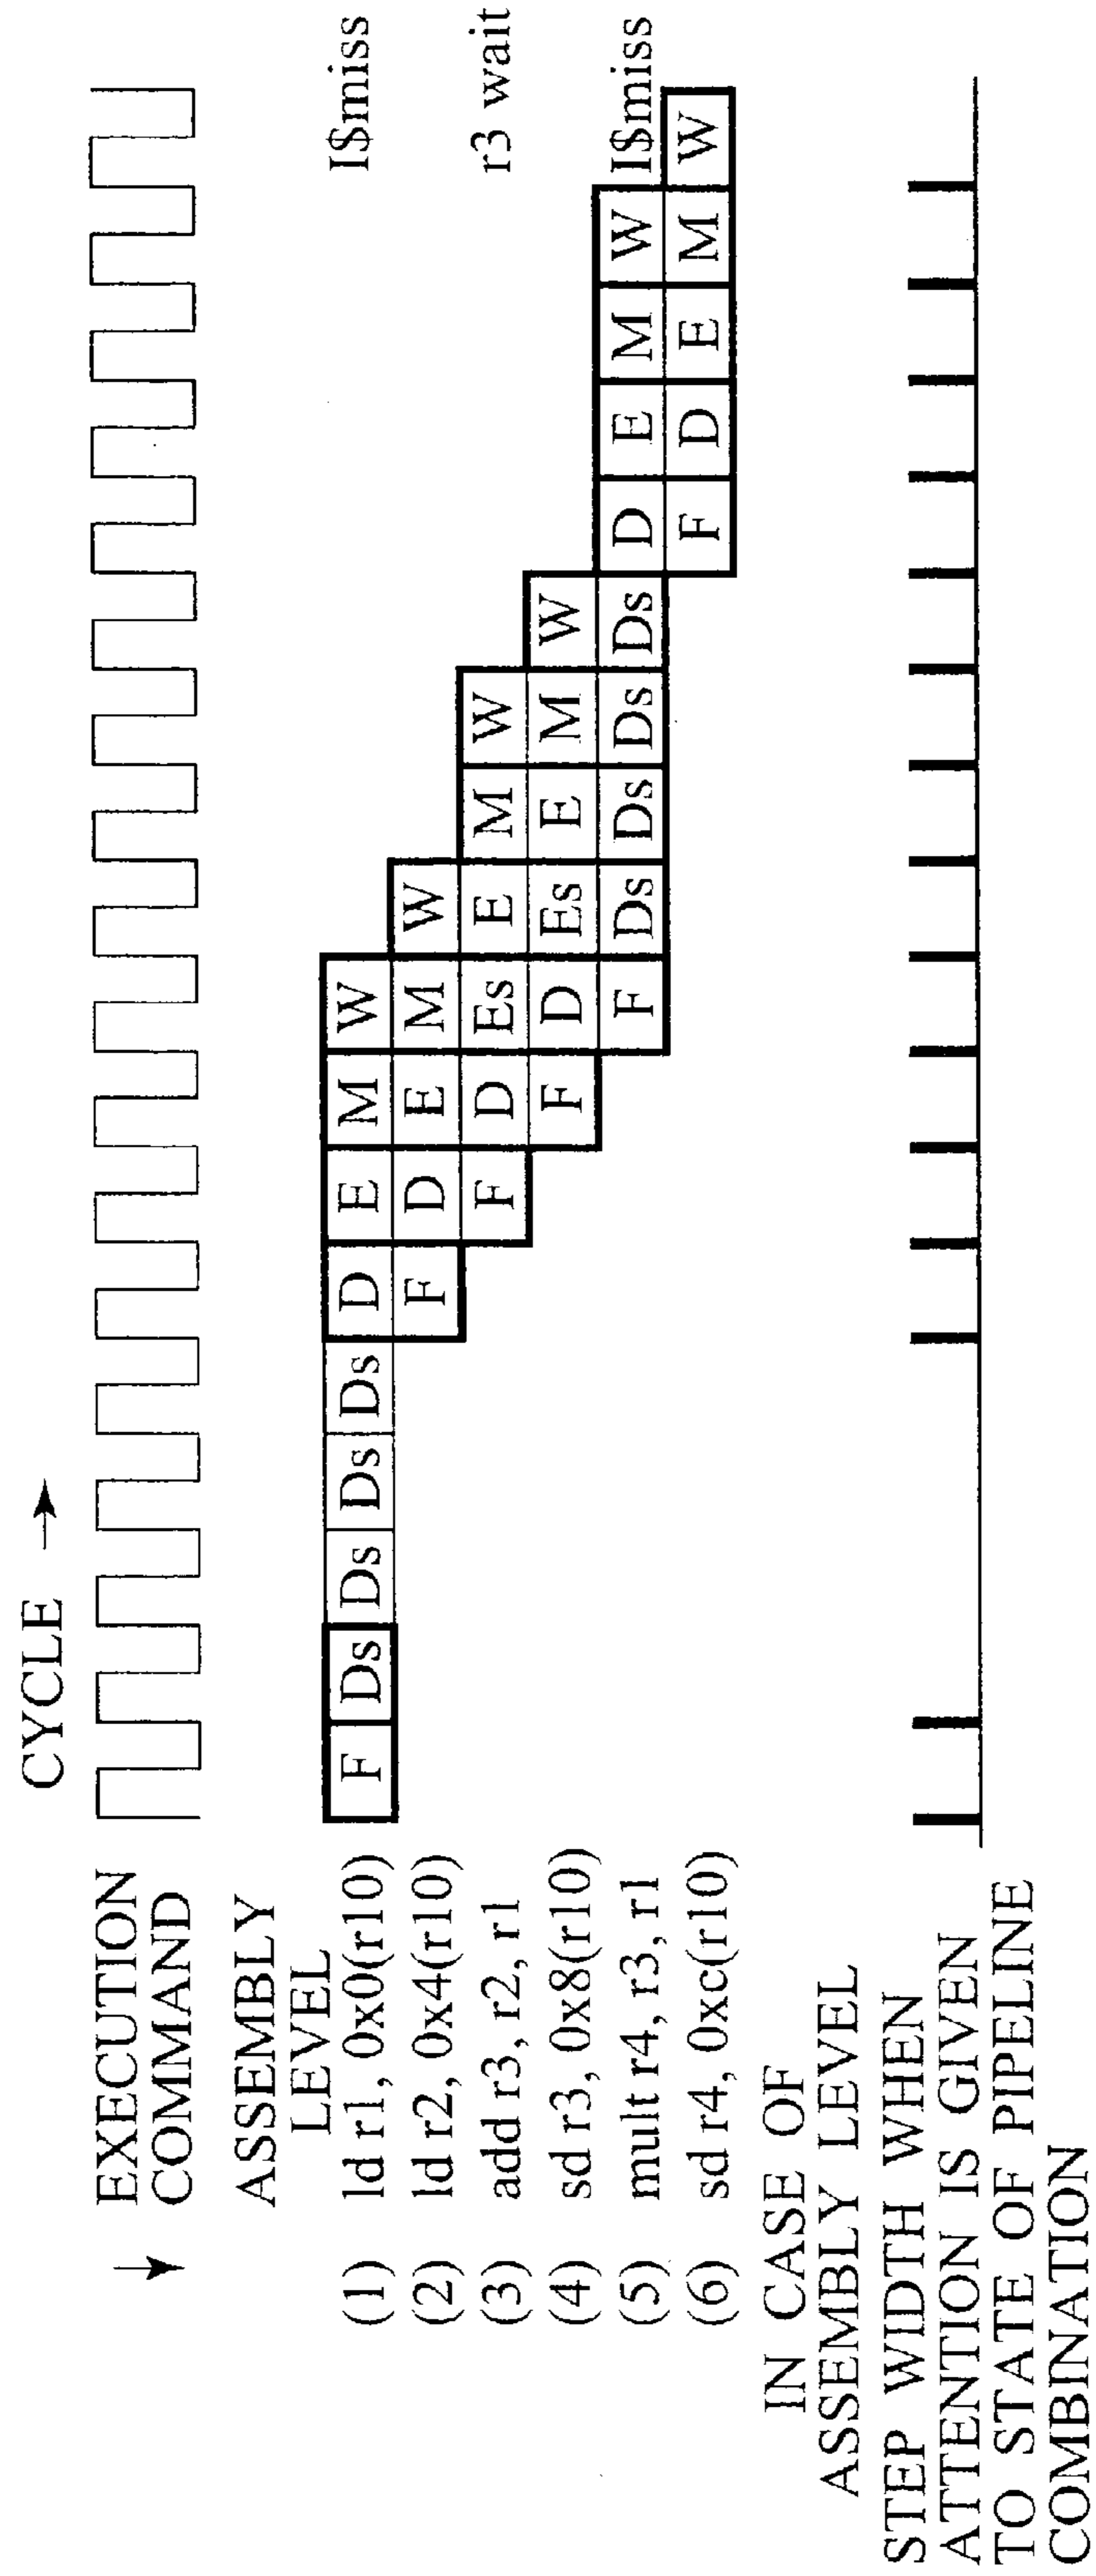 CYCLE →
↓ EXECUTION
COMMAND
ASSEMBLY
LEVEL
(1) ld r1, 0x0(r10) F Ds Ds Ds Ds D E M W I$miss
(2) ld r2, 0x4(r10) F D E M W
(3) add r3, r2, r1 F D Es E M W r3 wait
(4) sd r3, 0x8(r10) F D Es E M W
(5) mult r4, r3, r1 F Ds Ds Ds Ds D E M W I$miss
(6) sd r4, 0xc(r10) F D E M W
IN CASE OF
ASSEMBLY LEVEL
STEP WIDTH WHEN
ATTENTION IS GIVEN
TO STATE OF PIPELINE
COMBINATION